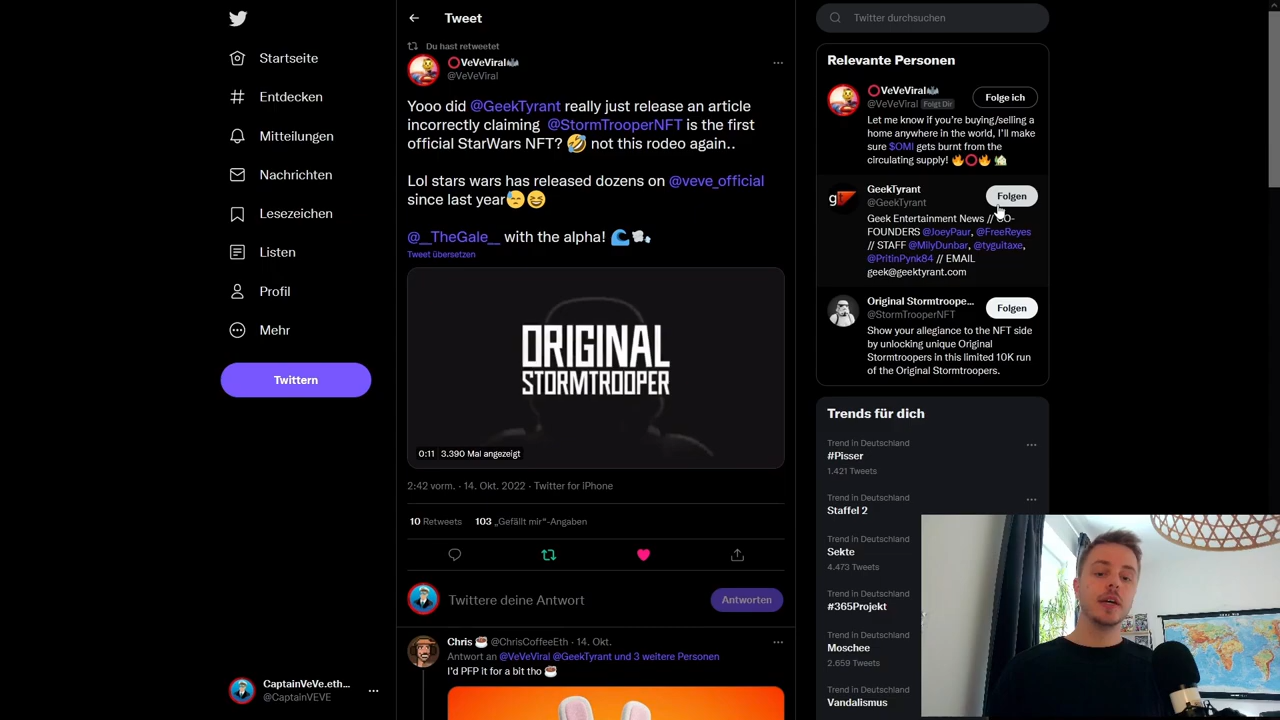 Startseite
Entdecken
Mitteilungen
Nachrichten
Lesezeichen
Listen
Profil
Mehr
Twittern
CaptainVeVe.eth...
@CaptainVEVE
Tweet
Du hast retweetet
⭕VeVeViral🦇
@VeVeViral
Yooo did @GeekTyrant really just release an article
incorrectly claiming @StormTrooperNFT is the first
official StarWars NFT? 🤣 not this rodeo again..
Lol stars wars has released dozens on @veve_official
since last year😓😆
@__TheGale__ with the alpha! 🌊🌬️
Tweet übersetzen
ORIGINAL
STORMTROOPER
0:11 3.390 Mal angezeigt
2:42 vorm. · 14. Okt. 2022 · Twitter for iPhone
10 Retweets 103 „Gefällt mir“-Angaben
Twittere deine Antwort
Antworten
Chris ☕ @ChrisCoffeeEth · 14. Okt.
Antwort an @VeVeViral @GeekTyrant und 3 weitere Personen
I'd PFP it for a bit tho ☕
Twitter durchsuchen
Relevante Personen
⭕VeVeViral🦇
@VeVeViral Folgt Dir
Folge ich
Let me know if you're buying/selling a
home anywhere in the world, I'll make
sure $OMI gets burnt from the
circulating supply! 🔥⭕🔥 🏡
GeekTyrant
@GeekTyrant
Folgen
Geek Entertainment News // CO-
FOUNDERS @JoeyPaur, @FreeReyes
// STAFF @MilyDunbar, @tyguitaxe,
@PritinPynk84 // EMAIL
geek@geektyrant.com
Original Stormtroope...
@StormTrooperNFT
Folgen
Show your allegiance to the NFT side
by unlocking unique Original
Stormtroopers in this limited 10K run
of the Original Stormtroopers.
Trends für dich
Trend in Deutschland
#Pisser
1.421 Tweets
Trend in Deutschland
Staffel 2
Trend in Deutschland
Sekte
4.473 Tweets
Trend in Deutschland
#365Projekt
Trend in Deutschland
Moschee
2.659 Tweets
Trend in Deutschland
Vandalismus